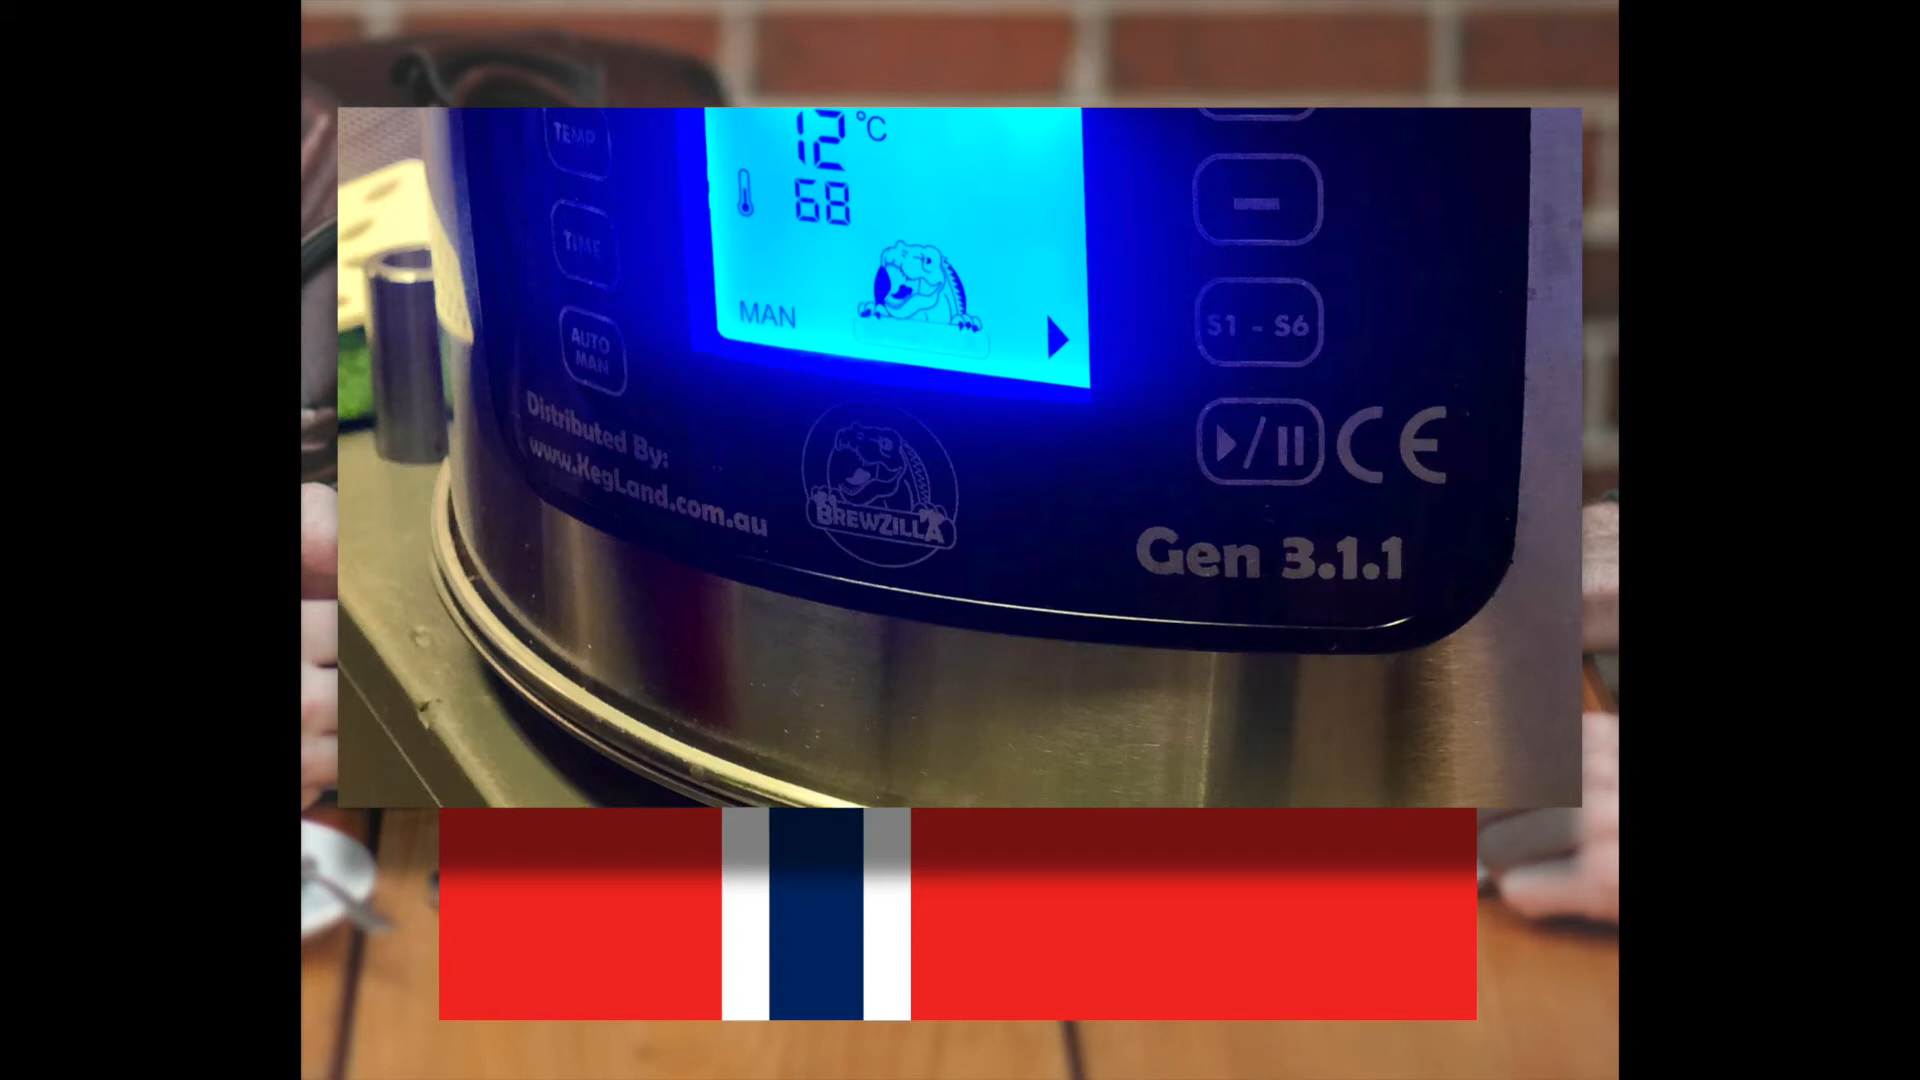 TEMP
12 °C
68
TIME
MAN
AUTO
MAN
S1 - S6
Distributed By:
www.KegLand.com.au
BREWZILLA
CE
Gen 3.1.1